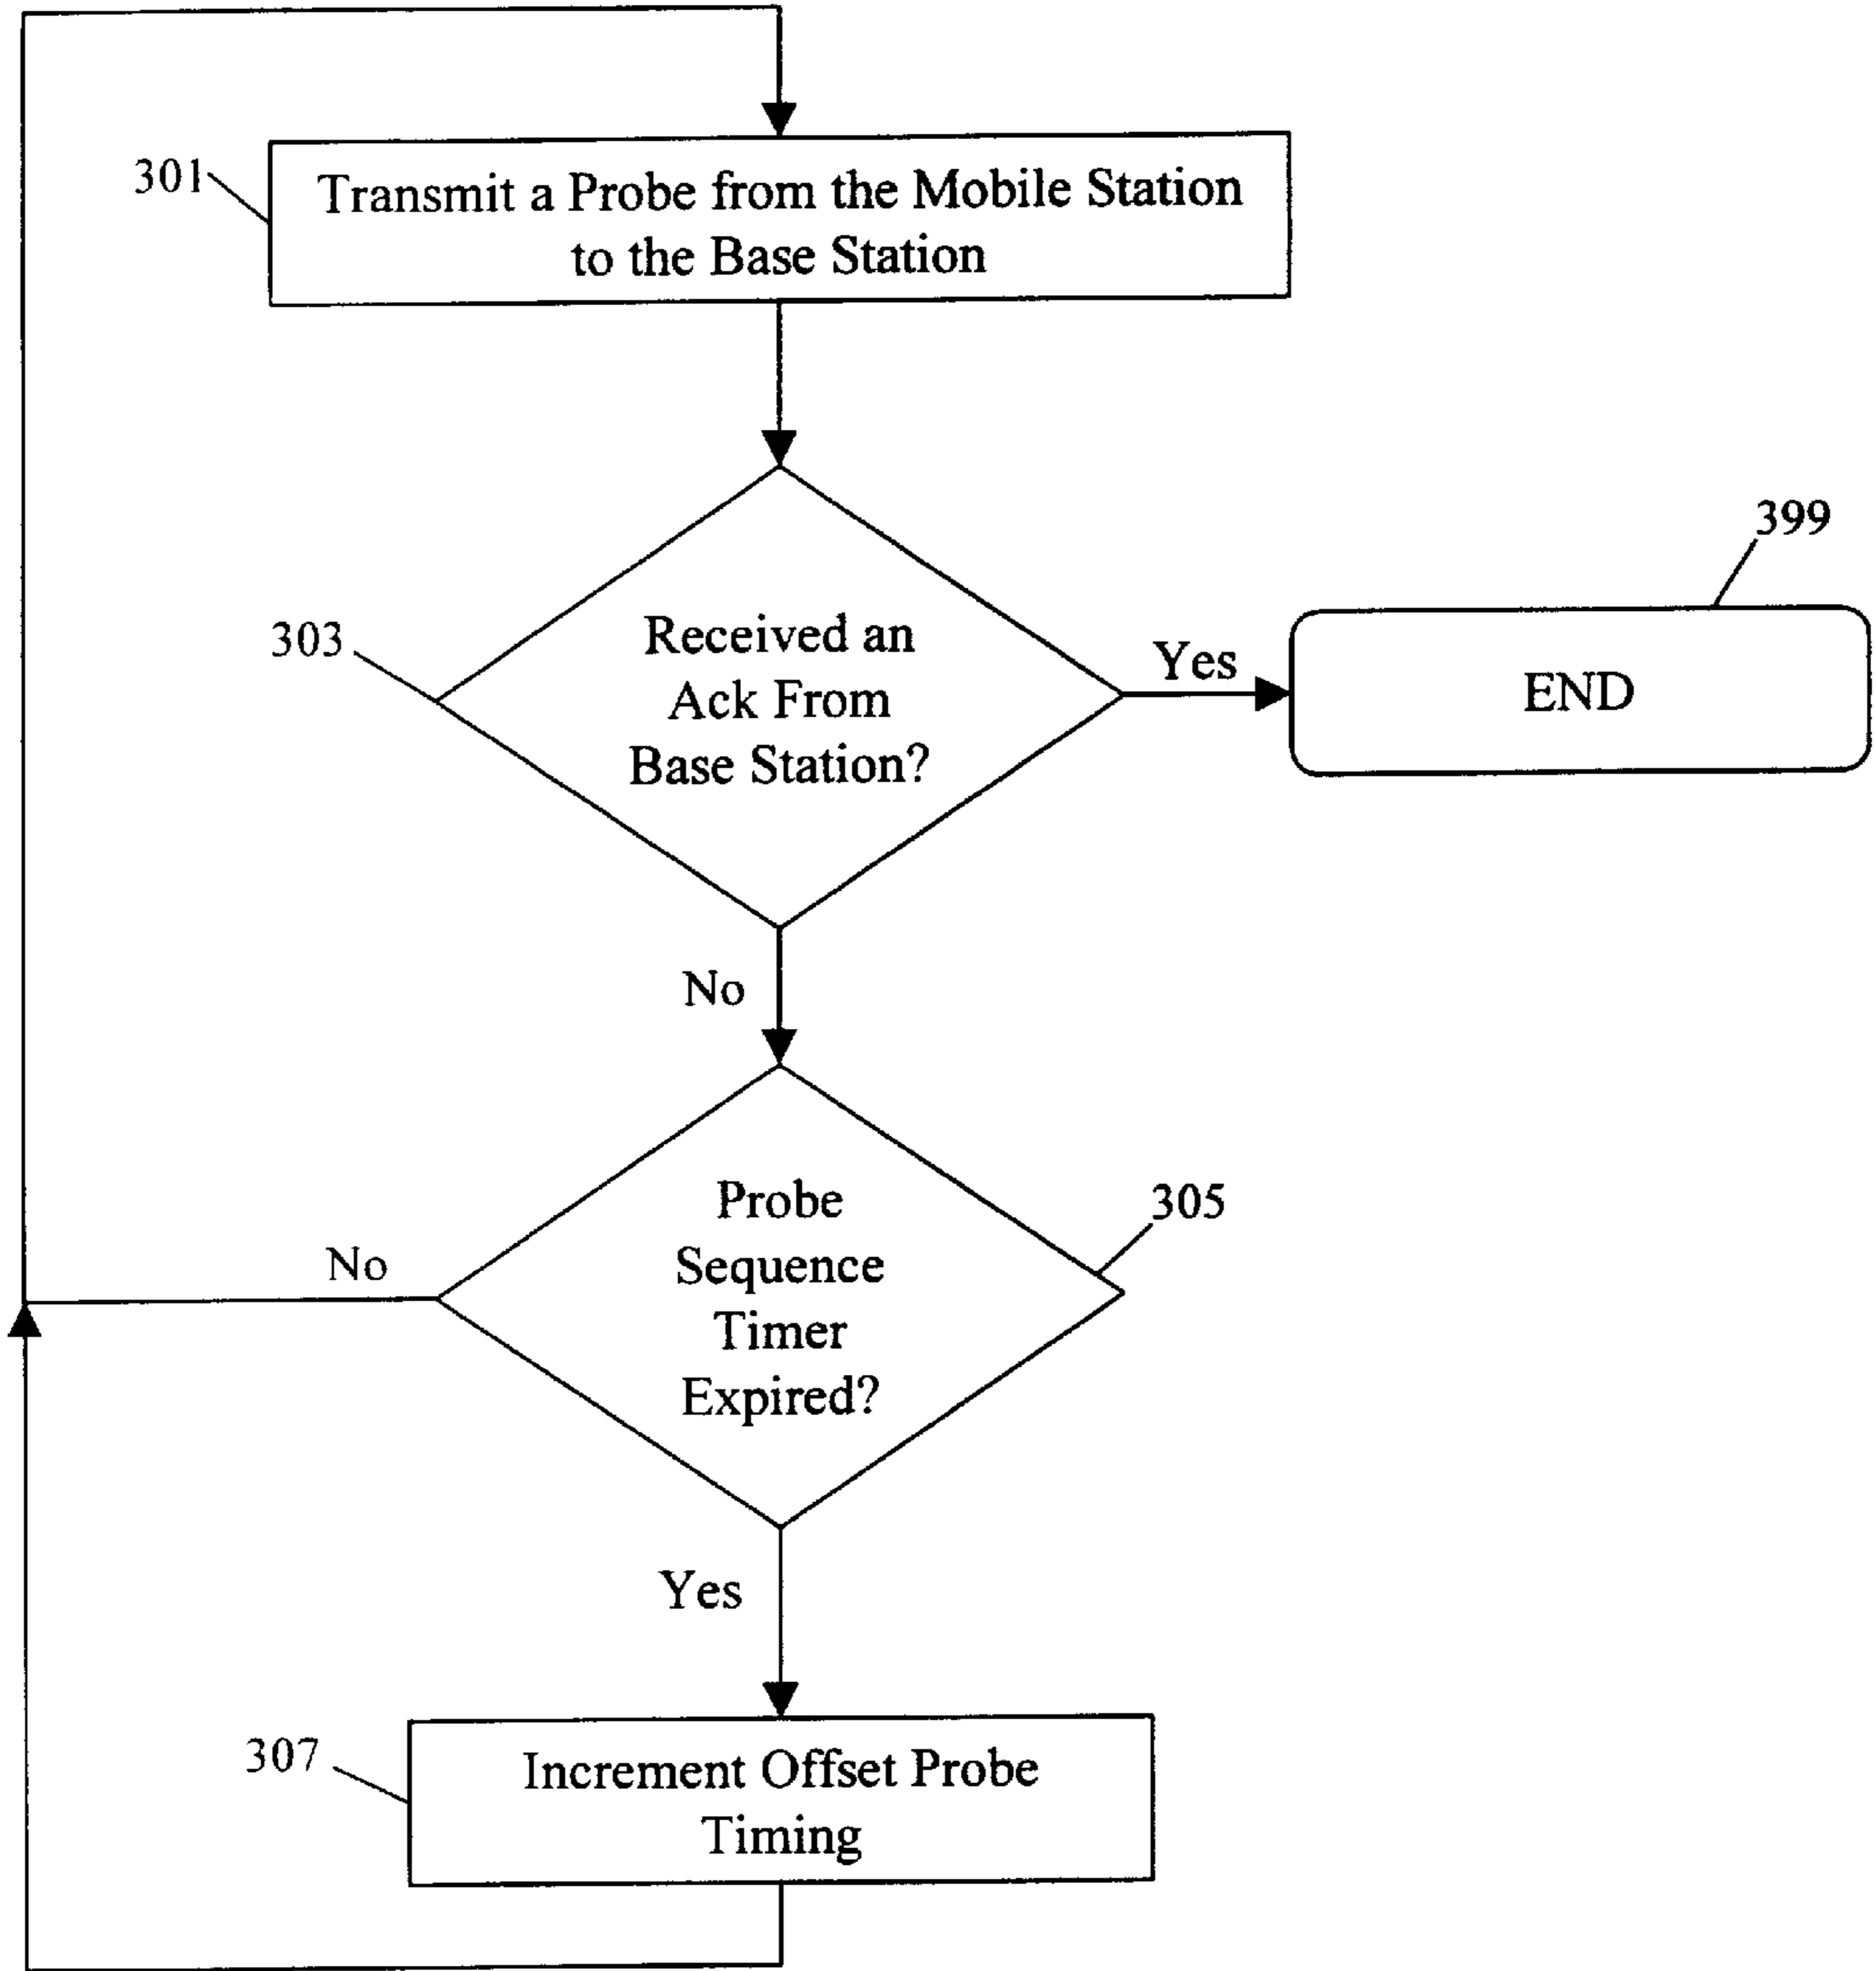 301
Transmit a Probe from the Mobile Station
to the Base Station
399
303
Received an
Ack From
Base Station?
Yes
END
No
305
Probe
Sequence
Timer
Expired?
No
Yes
307
Increment Offset Probe
Timing